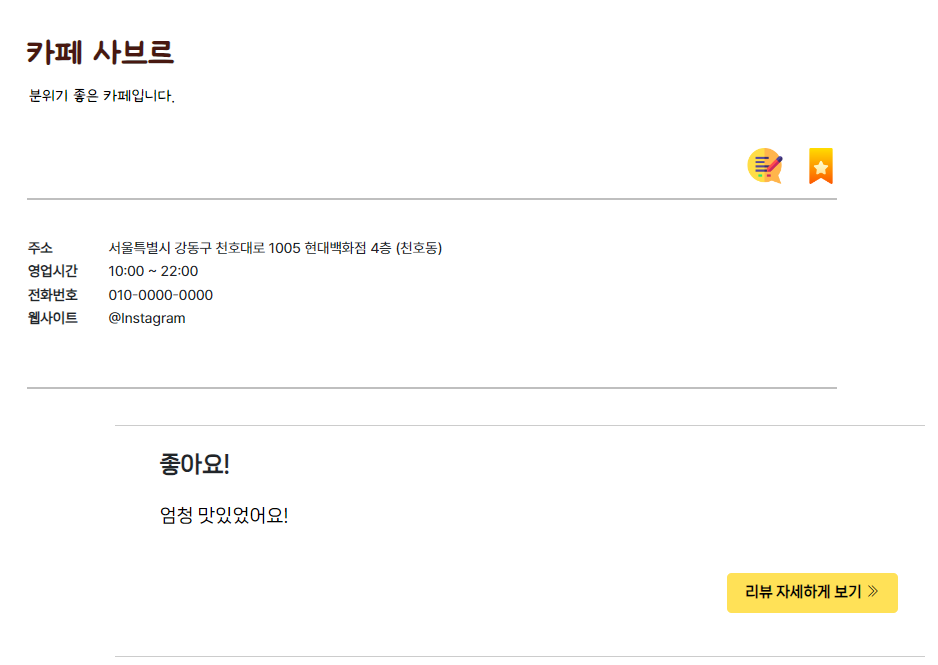 카페 사브르
분위기 좋은 카페입니다.
주소 서울특별시 강동구 천호대로 1005 현대백화점 4층 (천호동)
영업시간 10:00 ~ 22:00
전화번호 010-0000-0000
웹사이트 @Instagram
좋아요!
엄청 맛있었어요!
리뷰 자세하게 보기 »